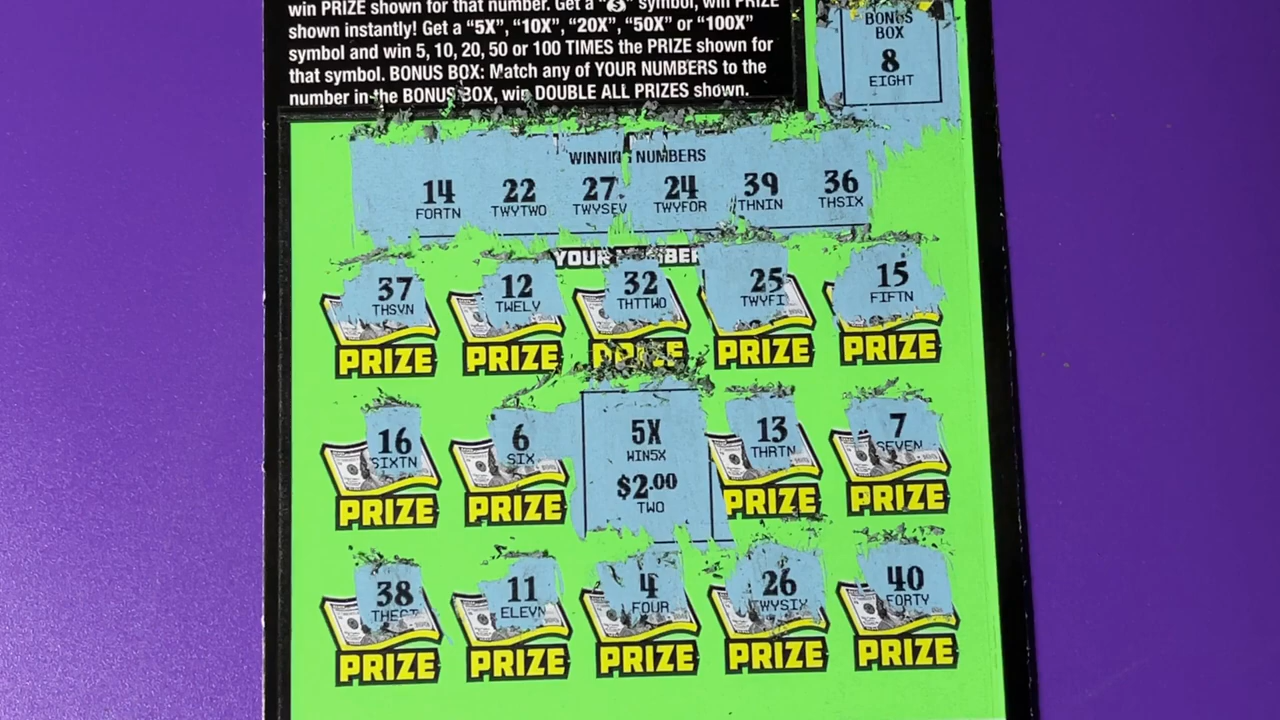 win PRIZE shown for that number. Get a "$" symbol, win PRIZE
shown instantly! Get a "5X", "10X", "20X", "50X" or "100X"
symbol and win 5, 10, 20, 50 or 100 TIMES the PRIZE shown for
that symbol. BONUS BOX: Match any of YOUR NUMBERS to the
number in the BONUS BOX, win DOUBLE ALL PRIZES shown.
BONUS
BOX
8
EIGHT
WINNING NUMBERS
14 22 27 24 39 36
FORTN TWYTWO TWYSEV TWYFOR THNIN THSIX
YOUR NUMBER
37 12 32 25 15
THSVN TWELV THTTWO TWYFI FIFTN
PRIZE PRIZE PRIZE PRIZE PRIZE
16 6 5X 13 7
SIXTN SIX WIN5X THRTN SEVEN
$2.00
TWO
PRIZE PRIZE PRIZE PRIZE
38 11 4 26 40
ELEVN FOUR WYSIX FORTY
PRIZE PRIZE PRIZE PRIZE PRIZE